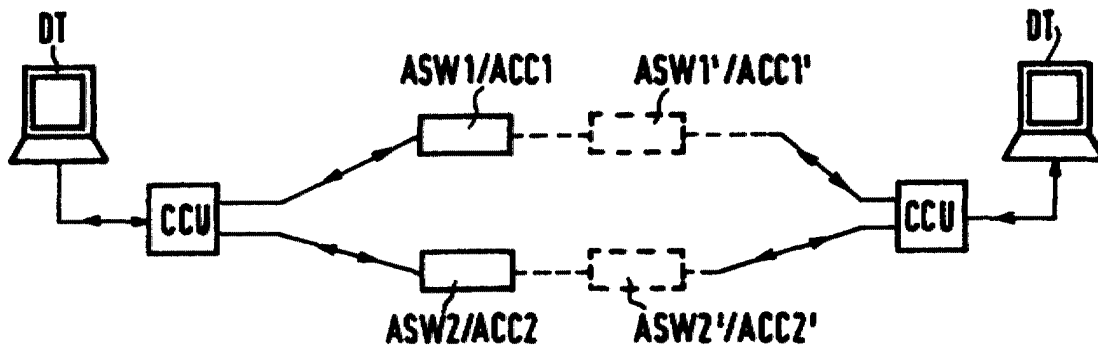 DT
DT
ASW1/ACC1
ASW1'/ACC1'
CCU
CCU
ASW2/ACC2
ASW2'/ACC2'